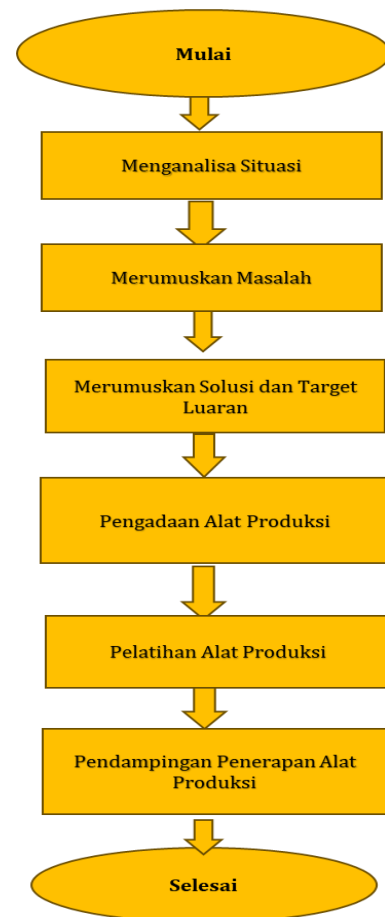 Mulai
Menganalisa Situasi
Merumuskan Masalah
Merumuskan Solusi dan Target
Luaran
Pengadaan Alat Produksi
Pelatihan Alat Produksi
Pendampingan Penerapan Alat
Produksi
Selesai